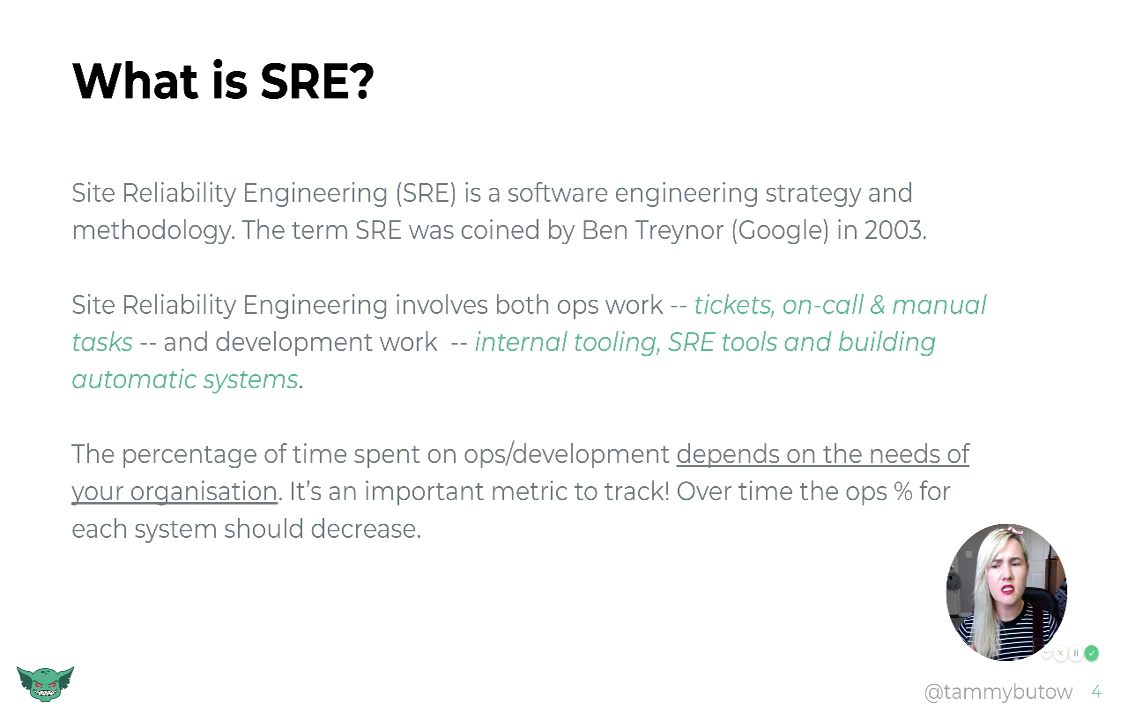 What is SRE?
Site Reliability Engineering (SRE) is a software engineering strategy and
methodology. The term SRE was coined by Ben Treynor (Google) in 2003.
Site Reliability Engineering involves both ops work -- tickets, on-call & manual
tasks -- and development work  -- internal tooling, SRE tools and building
automatic systems.
The percentage of time spent on ops/development depends on the needs of
your organisation. It's an important metric to track! Over time the ops % for
each system should decrease.
@tammybutow 4